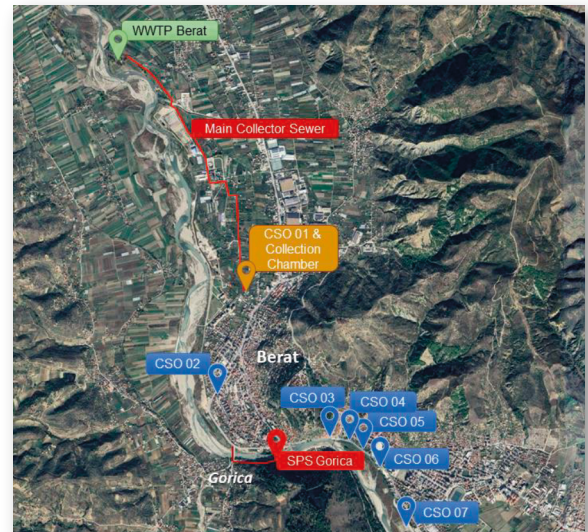 WWTP Berat
Main Collector Sewer
CSO 01 &
Collection
Chamber
Berat
CSO 02
CSO 03
CSO 04
CSO 05
CSO 06
SPS Gorica
Gorica
CSO 07